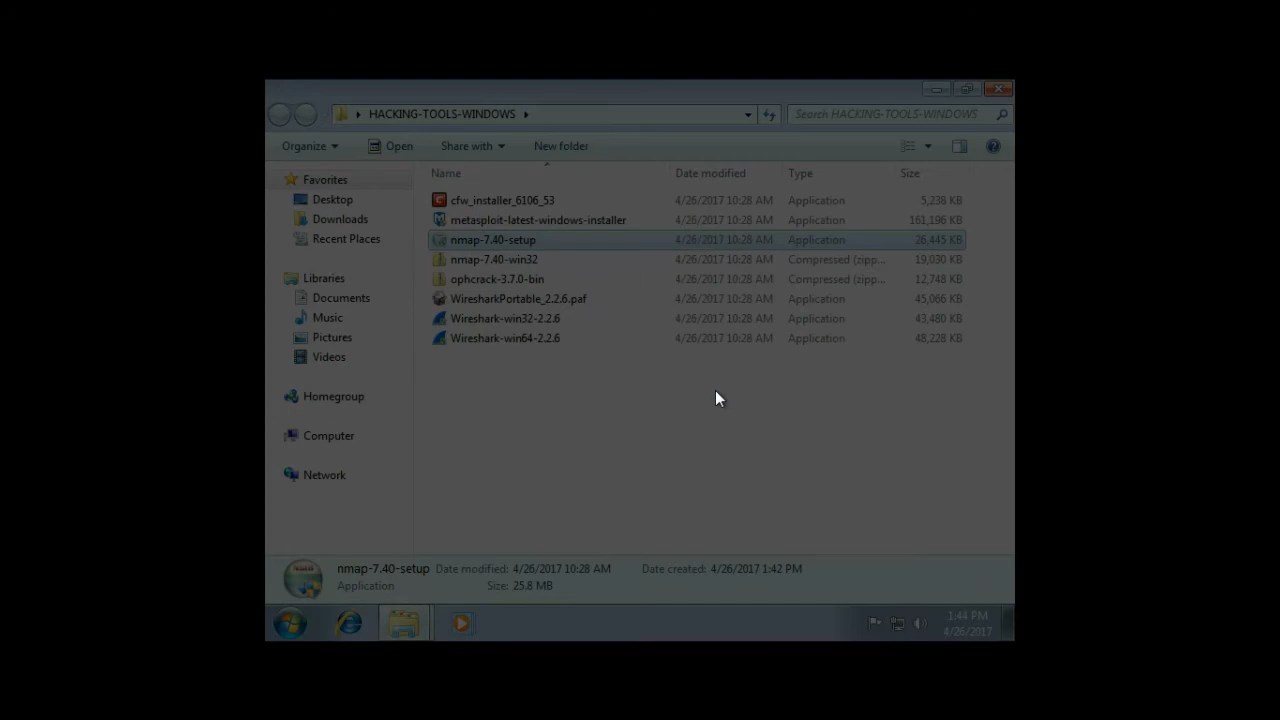 HACKING-TOOLS-WINDOWS
Search HACKING-TOOLS-WINDOWS
Organize Open Share with New folder
Name Date modified Type Size
Favorites
Desktop
Downloads
Recent Places
Libraries
Documents
Music
Pictures
Videos
Homegroup
Computer
Network
cfw_installer_6106_53 4/26/2017 10:28 AM Application 5,238 KB
metasploit-latest-windows-installer 4/26/2017 10:28 AM Application 161,196 KB
nmap-7.40-setup 4/26/2017 10:28 AM Application 26,445 KB
nmap-7.40-win32 4/26/2017 10:28 AM Compressed (zipp... 19,030 KB
ophcrack-3.7.0-bin 4/26/2017 10:28 AM Compressed (zipp... 12,748 KB
WiresharkPortable_2.2.6.paf 4/26/2017 10:28 AM Application 45,066 KB
Wireshark-win32-2.2.6 4/26/2017 10:28 AM Application 43,480 KB
Wireshark-win64-2.2.6 4/26/2017 10:28 AM Application 48,228 KB
nmap-7.40-setup Date modified: 4/26/2017 10:28 AM Date created: 4/26/2017 1:42 PM
Application Size: 25.8 MB
1:44 PM
4/26/2017